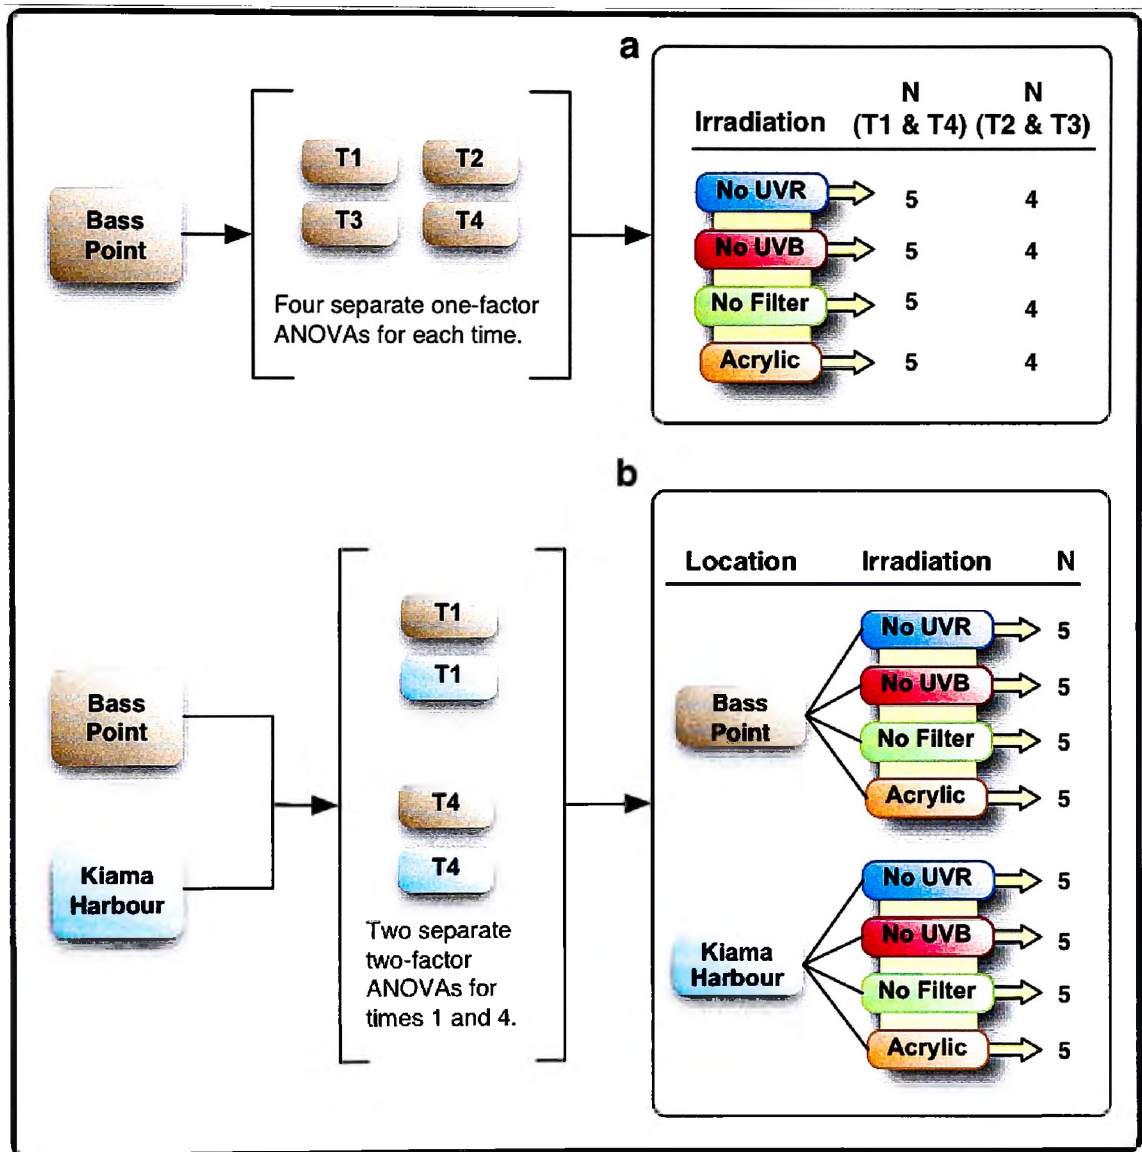 a
Bass
Point
T1 T2
T3 T4
Four separate one-factor
ANOVAs for each time.
N N
Irradiation (T1 & T4) (T2 & T3)
No UVR 5 4
No UVB 5 4
No Filter 5 4
Acrylic 5 4
b
Bass
Point
Kiama
Harbour
T1
T1
T4
T4
Two separate
two-factor
ANOVAs for
times 1 and 4.
Location Irradiation N
Bass
Point
No UVR 5
No UVB 5
No Filter 5
Acrylic 5
Kiama
Harbour
No UVR 5
No UVB 5
No Filter 5
Acrylic 5